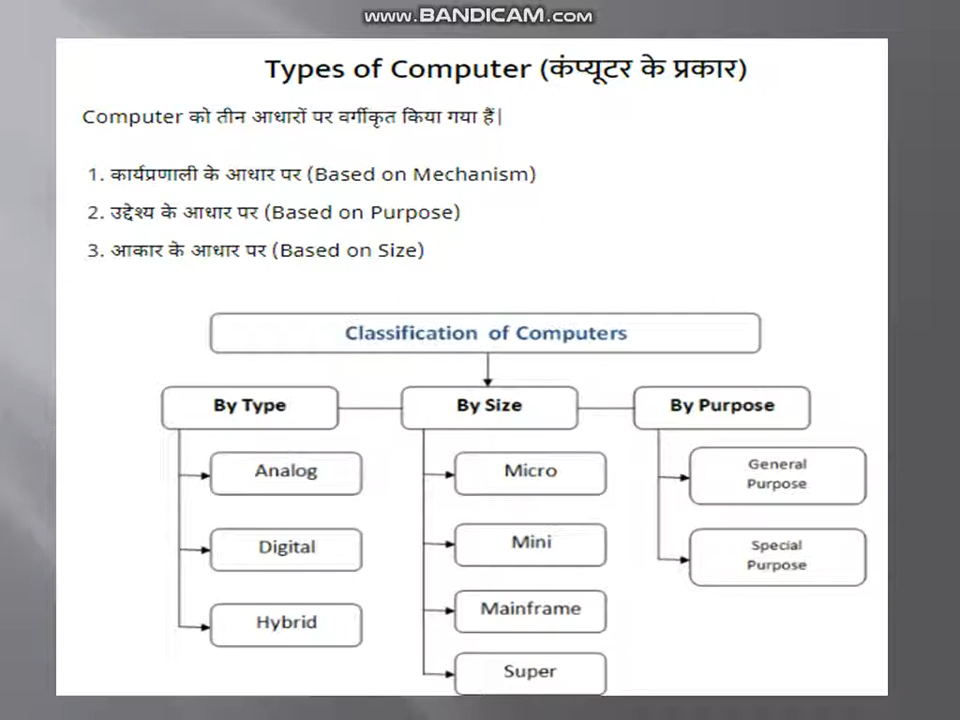 www.BANDICAM.com
Types of Computer (कंप्यूटर के प्रकार)
Computer को तीन आधारों पर वर्गीकृत किया गया हैं|
1. कार्यप्रणाली के आधार पर (Based on Mechanism)
2. उद्देश्य के आधार पर (Based on Purpose)
3. आकार के आधार पर (Based on Size)
Classification of Computers
By Type
By Size
By Purpose
Analog
Micro
General
Purpose
Digital
Mini
Special
Purpose
Hybrid
Mainframe
Super